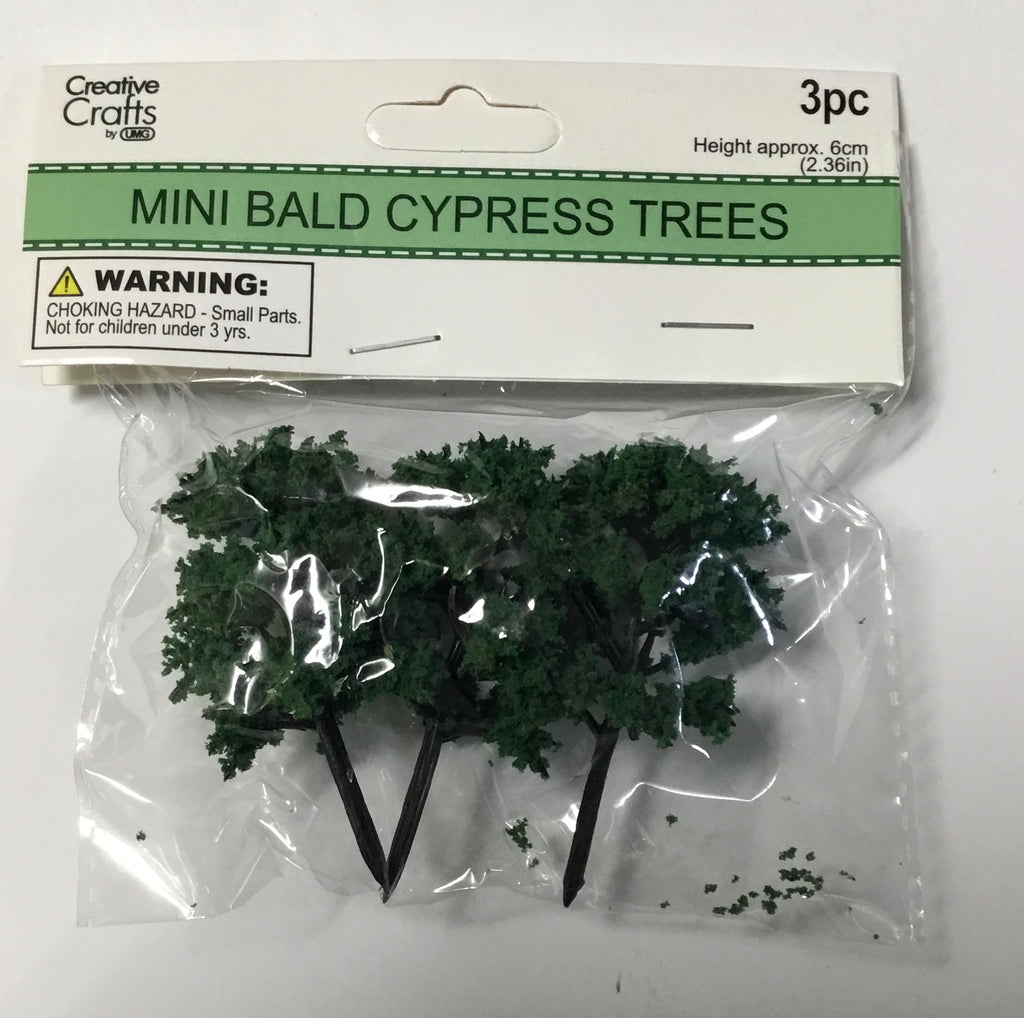 Creative
Crafts
by UMG
3pc
Height approx. 6cm
(2.36in)
MINI BALD CYPRESS TREES
WARNING:
CHOKING HAZARD - Small Parts.
Not for children under 3 yrs.